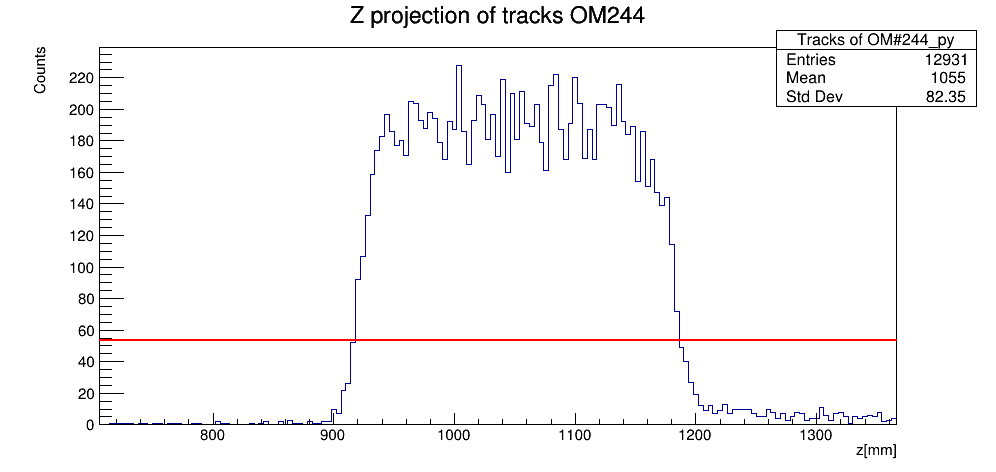 Z projection of tracks OM244
Tracks of OM#244_py
Entries 12931
Mean 1055
Std Dev 82.35
Counts
220
200
180
160
140
120
100
80
60
40
20
0
800 900 1000 1100 1200 1300
z[mm]